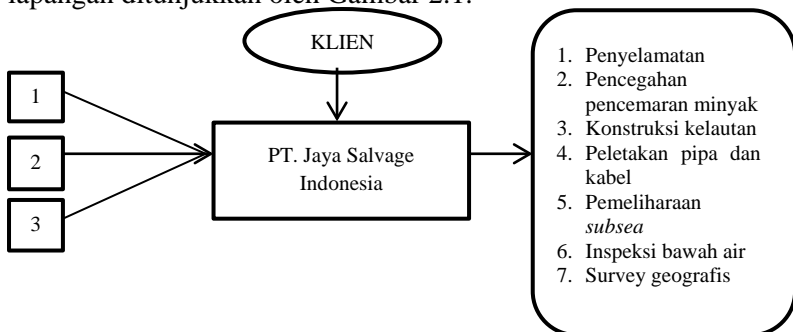 lapangan ditunjukkan oleh Gambar 2.1.
KLIEN
1
2
3
PT. Jaya Salvage
Indonesia
1. Penyelamatan
2. Pencegahan
pencemaran minyak
3. Konstruksi kelautan
4. Peletakan pipa dan
kabel
5. Pemeliharaan
subsea
6. Inspeksi bawah air
7. Survey geografis